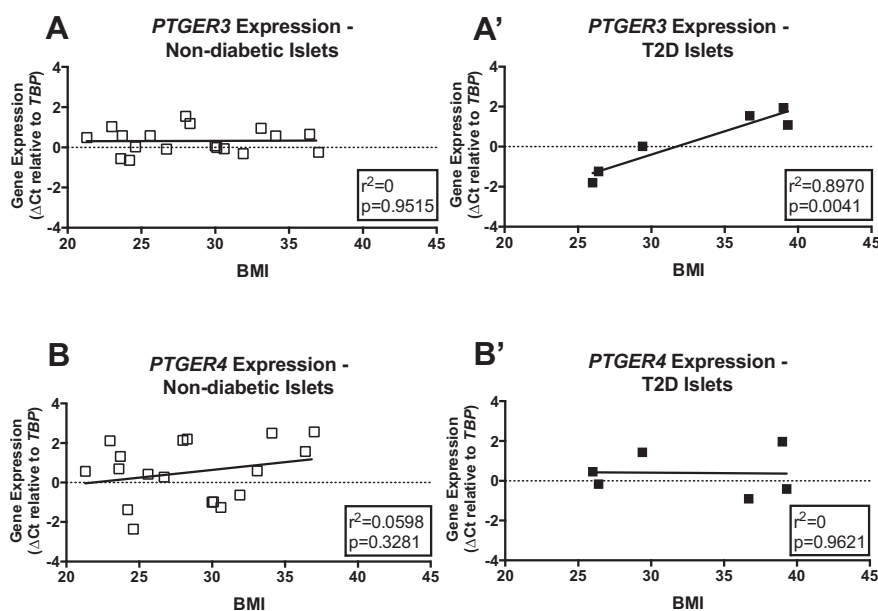 A
PTGER3 Expression -
Non-diabetic Islets
Gene Expression
(ΔCt relative to TBP)
4
2
0
-2
-4
r²=0
p=0.9515
20 25 30 35 40 45
BMI
A'
PTGER3 Expression -
T2D Islets
Gene Expression
(ΔCt relative to TBP)
4
2
0
-2
-4
r²=0.8970
p=0.0041
20 25 30 35 40 45
BMI
B
PTGER4 Expression -
Non-diabetic Islets
Gene Expression
(ΔCt relative to TBP)
4
2
0
-2
-4
r²=0.0598
p=0.3281
20 25 30 35 40 45
BMI
B'
PTGER4 Expression -
T2D Islets
Gene Expression
(ΔCt relative to TBP)
4
2
0
-2
-4
r²=0
p=0.9621
20 25 30 35 40 45
BMI